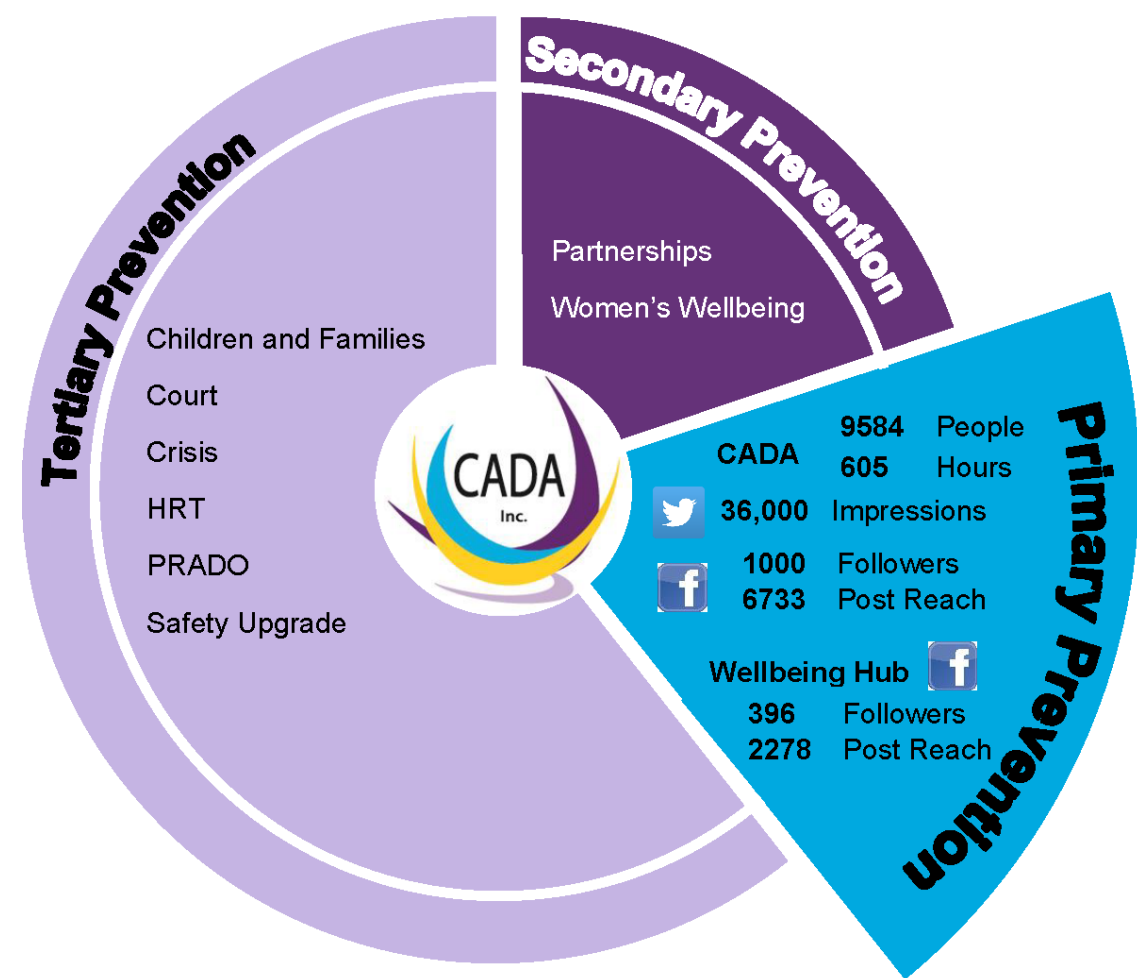 Secondary Prevention
Partnerships
Women's Wellbeing
Tertiary Prevention
Children and Families
Court
Crisis
HRT
PRADO
Safety Upgrade
CADA
Inc.
Primary Prevention
CADA
9584 People
605 Hours
36,000 Impressions
f
1000 Followers
6733 Post Reach
Wellbeing Hub f
396 Followers
2278 Post Reach